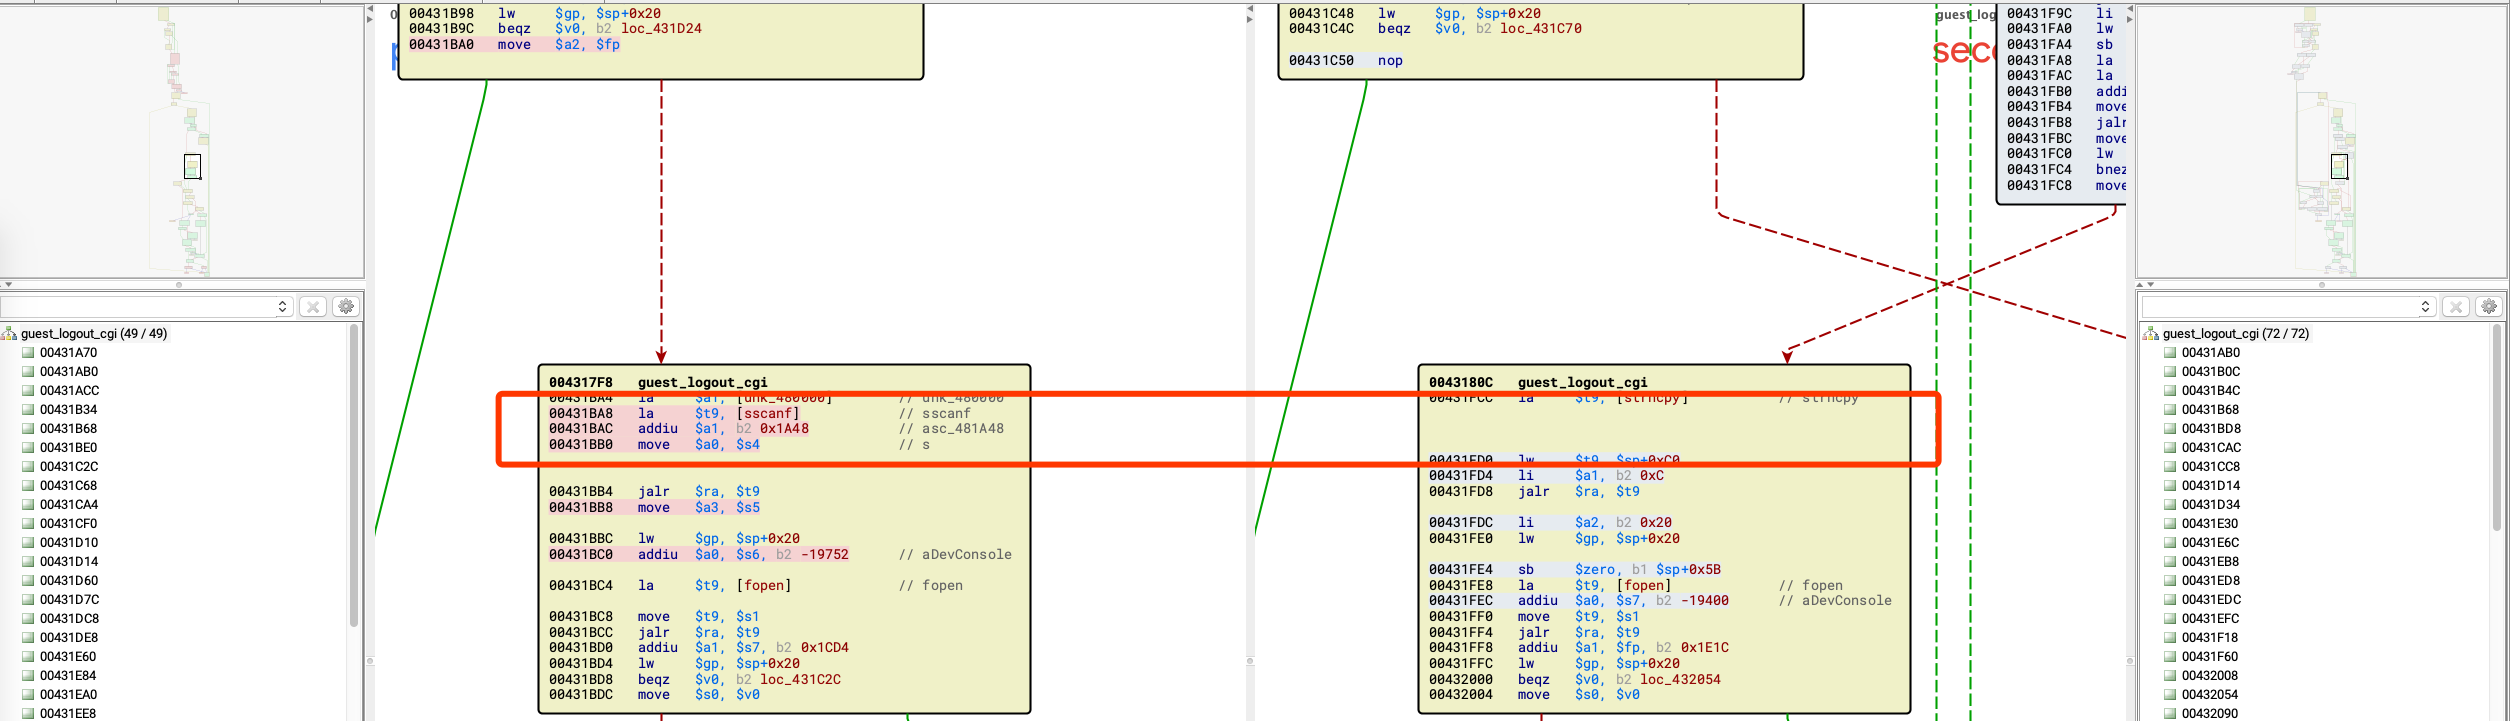 00431B98 lw $gp, $sp+0x20
00431B9C beqz $v0, b2 loc_431D24
00431BA0 move $a2, $fp
00431C48 lw $gp, $sp+0x20
00431C4C beqz $v0, b2 loc_431C70
00431C50 nop
guest_log
sec
00431F9C li
00431FA0 lw
00431FA4 sb
00431FA8 la
00431FAC la
00431FB0 addi
00431FB4 move
00431FB8 jalr
00431FBC move
00431FC0 lw
00431FC4 bnez
00431FC8 move
guest_logout_cgi (49 / 49)
00431A70
00431AB0
00431ACC
00431B34
00431B68
00431BE0
00431C2C
00431C68
00431CA4
00431CF0
00431D10
00431D14
00431D60
00431D7C
00431DC8
00431DE8
00431E60
00431E84
00431EA0
00431EE8
004317F8 guest_logout_cgi
00431BA4 la $a1, [unk_480000] // unk_480000
00431BA8 la $t9, [sscanf] // sscanf
00431BAC addiu $a1, b2 0x1A48 // asc_481A48
00431BB0 move $a0, $s4 // s
00431BB4 jalr $ra, $t9
00431BB8 move $a3, $s5
00431BBC lw $gp, $sp+0x20
00431BC0 addiu $a0, $s6, b2 -19752 // aDevConsole
00431BC4 la $t9, [fopen] // fopen
00431BC8 move $t9, $s1
00431BCC jalr $ra, $t9
00431BD0 addiu $a1, $s7, b2 0x1CD4
00431BD4 lw $gp, $sp+0x20
00431BD8 beqz $v0, b2 loc_431C2C
00431BDC move $s0, $v0
0043180C guest_logout_cgi
00431FCC la $t9, [strncpy] // strncpy
00431FD0 lw $t9, $sp+0xC0
00431FD4 li $a1, b2 0xC
00431FD8 jalr $ra, $t9
00431FDC li $a2, b2 0x20
00431FE0 lw $gp, $sp+0x20
00431FE4 sb $zero, b1 $sp+0x5B
00431FE8 la $t9, [fopen] // fopen
00431FEC addiu $a0, $s7, b2 -19400 // aDevConsole
00431FF0 move $t9, $s1
00431FF4 jalr $ra, $t9
00431FF8 addiu $a1, $fp, b2 0x1E1C
00431FFC lw $gp, $sp+0x20
00432000 beqz $v0, b2 loc_432054
00432004 move $s0, $v0
guest_logout_cgi (72 / 72)
00431AB0
00431B0C
00431B4C
00431B68
00431BD8
00431CAC
00431CC8
00431D14
00431D34
00431E30
00431E6C
00431EB8
00431ED8
00431EDC
00431EFC
00431F18
00431F60
00432008
00432054
00432090